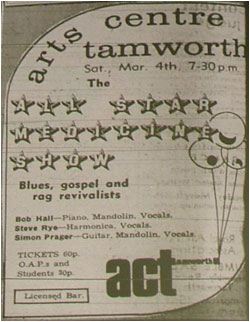 arts centre
tamworth
Sat., Mar. 4th, 7-30 p.m.
The
ALL STAR
MEDICINE
SHOW
Blues, gospel and
rag revivalists
Bob Hall—Piano, Mandolin, Vocals.
Steve Rye—Harmonica, Vocals.
Simon Prager—Guitar, Mandolin, Vocals.
TICKETS 60p.
O.A.P.s and
Students 30p.
act
tamworth
Licensed Bar.